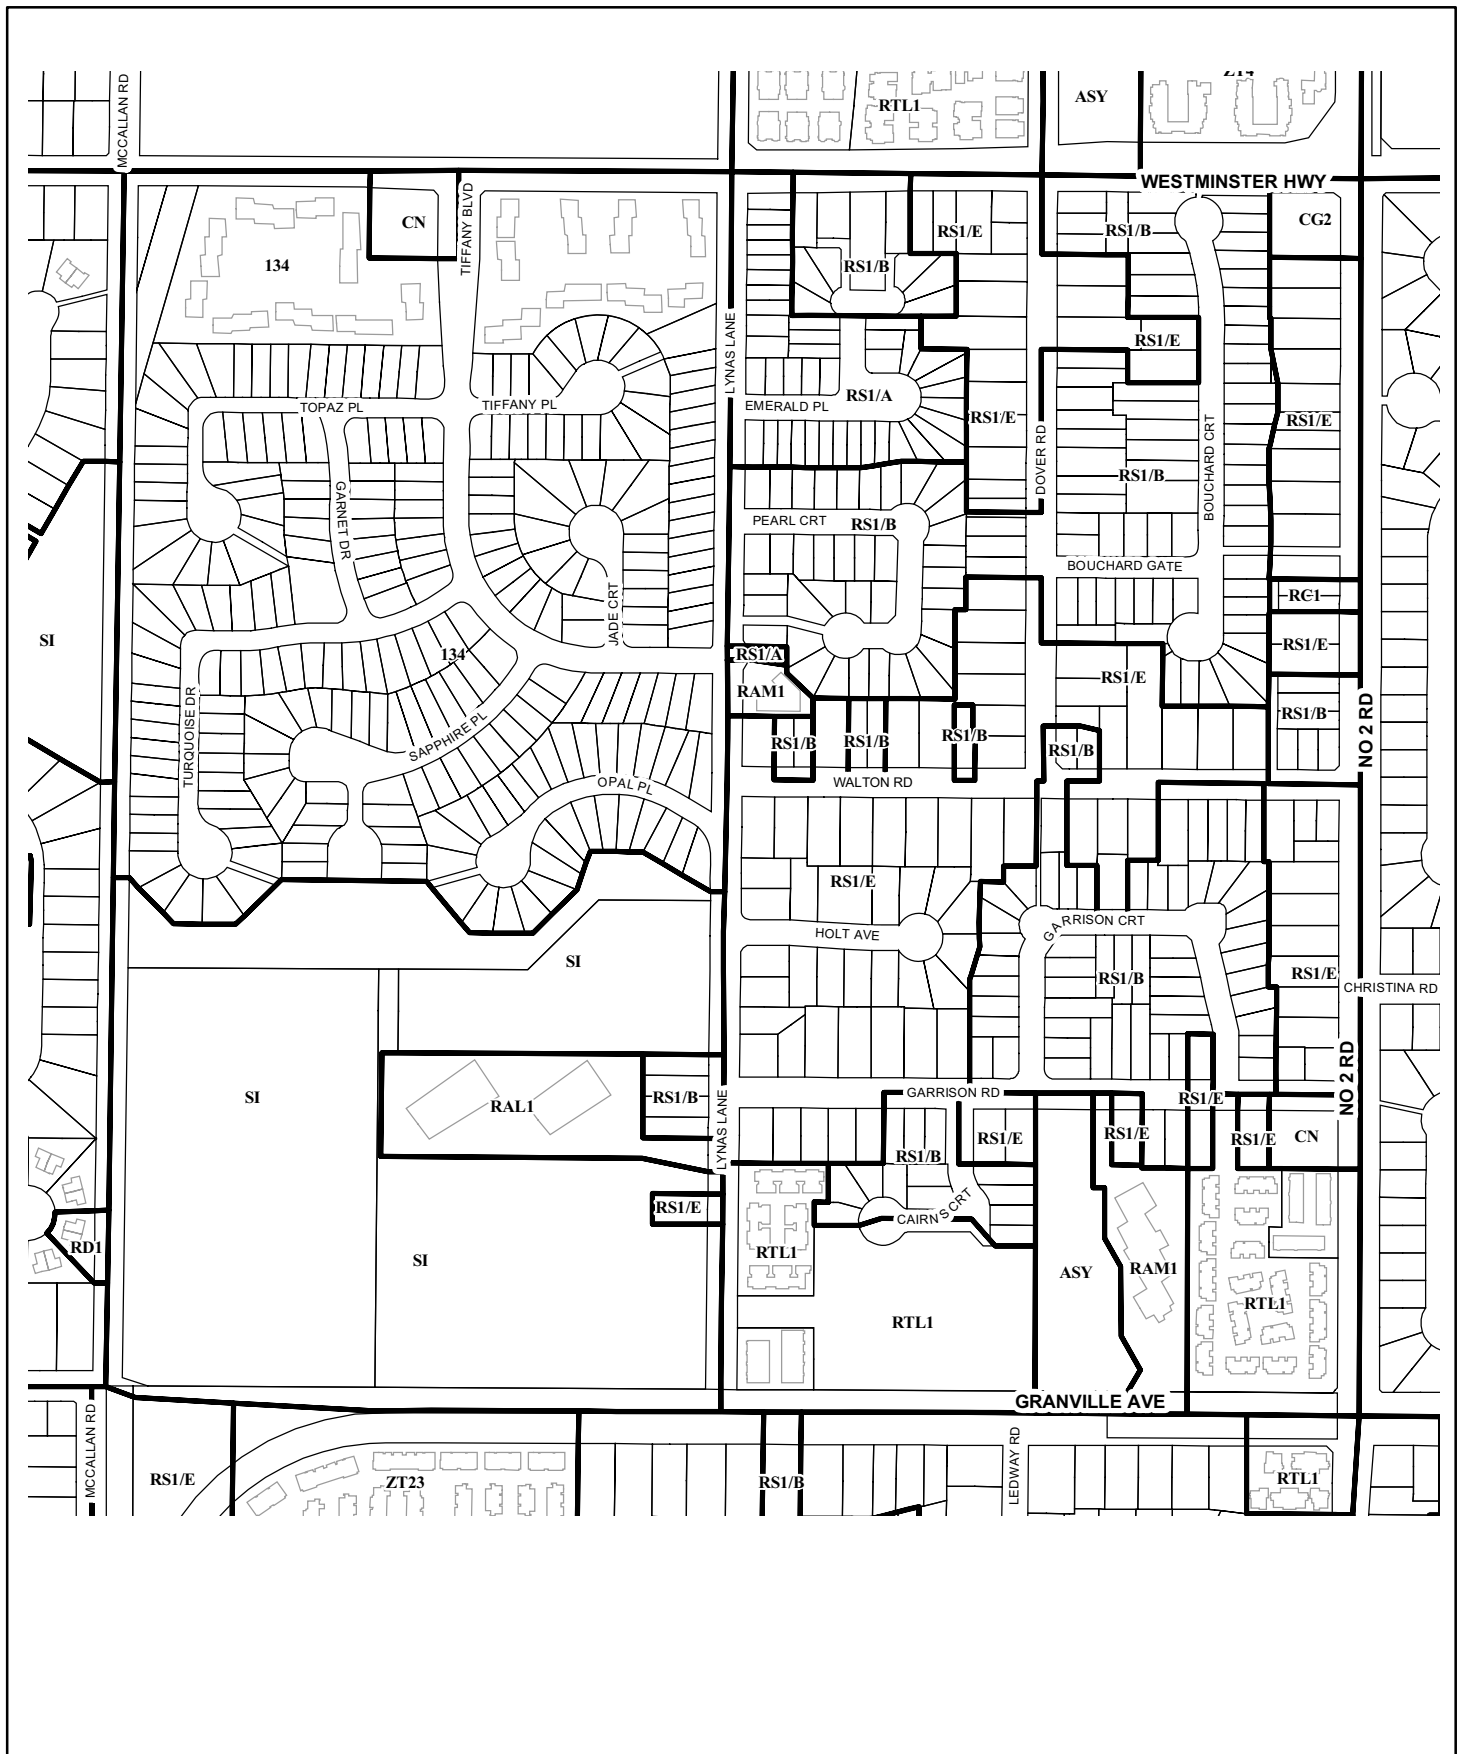 MCCALLAN RD
RTL1
ASY
ZT4
WESTMINSTER HWY
CN
TIFFANY BLVD
134
RS1/E
RS1/B
CG2
RS1/B
LYNAS LANE
RS1/E
TOPAZ PL
TIFFANY PL
EMERALD PL
RS1/A
RS1/E
DOVER RD
BOUCHARD CRT
RS1/E
RS1/B
GARNET DR
PEARL CRT
RS1/B
BOUCHARD GATE
JADE CRT
RC1
SI
134
RS1/A
RS1/E
RAM1
RS1/E
TURQUOISE DR
SAPPHIRE PL
RS1/B
RS1/B
RS1/B
RS1/B
RS1/B
NO 2 RD
OPAL PL
WALTON RD
RS1/E
HOLT AVE
GARRISON CRT
SI
RS1/B
RS1/E
CHRISTINA RD
SI
RAL1
RS1/B
LYNAS LANE
GARRISON RD
NO 2 RD
RS1/E
RS1/E
RS1/E
RS1/E
CN
RS1/B
RS1/E
CAIRNS CRT
RD1
SI
RTL1
ASY
RAM1
RTL1
RTL1
GRANVILLE AVE
MCCALLAN RD
RS1/E
ZT23
RS1/B
LEDWAY RD
RTL1